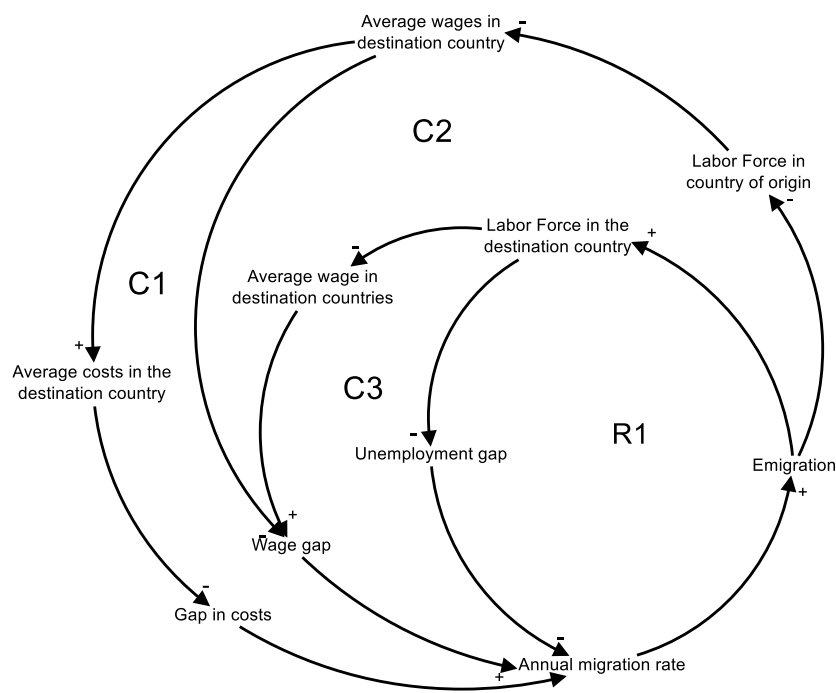 Average wages in
destination country
-
C2
Labor Force in
country of origin
-
Labor Force in the
destination country
+
-
Average wage in
destination countries
C1
+
Average costs in the
destination country
C3
R1
-
Unemployment gap
Emigration
+
+
-
Wage gap
-
Gap in costs
-
Annual migration rate
+